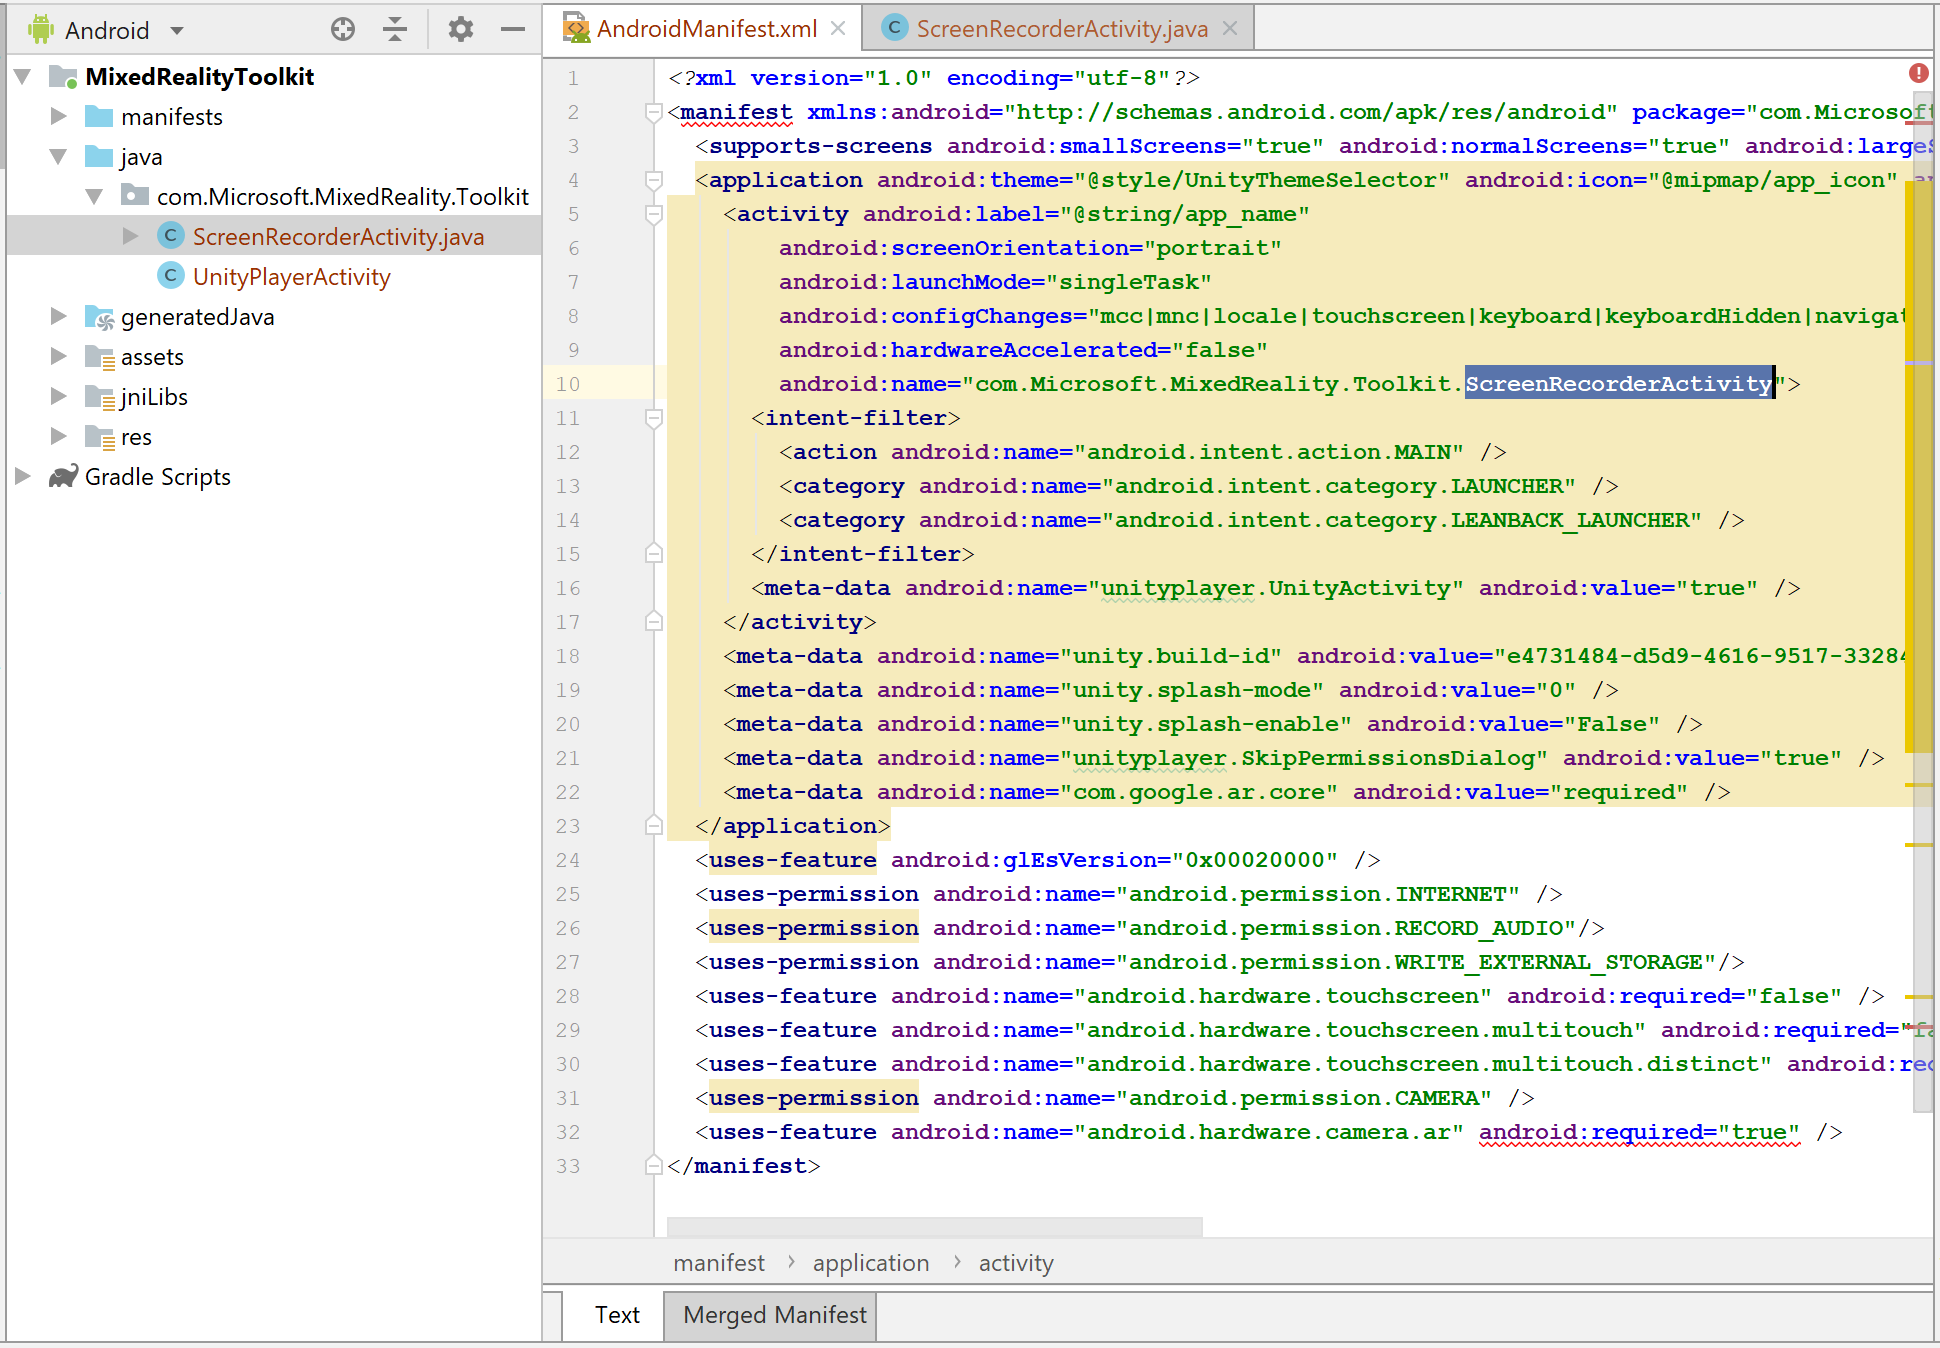 Android
MixedRealityToolkit
manifests
java
com.Microsoft.MixedReality.Toolkit
C ScreenRecorderActivity.java
C UnityPlayerActivity
generatedJava
assets
jniLibs
res
Gradle Scripts
AndroidManifest.xml
C ScreenRecorderActivity.java
1 <?xml version="1.0" encoding="utf-8"?>
2 <manifest xmlns:android="http://schemas.android.com/apk/res/android" package="com.Microsoft
3 <supports-screens android:smallScreens="true" android:normalScreens="true" android:largeS
4 <application android:theme="@style/UnityThemeSelector" android:icon="@mipmap/app_icon" an
5 <activity android:label="@string/app_name"
6 android:screenOrientation="portrait"
7 android:launchMode="singleTask"
8 android:configChanges="mcc|mnc|locale|touchscreen|keyboard|keyboardHidden|navigat
9 android:hardwareAccelerated="false"
10 android:name="com.Microsoft.MixedReality.Toolkit.ScreenRecorderActivity">
11 <intent-filter>
12 <action android:name="android.intent.action.MAIN" />
13 <category android:name="android.intent.category.LAUNCHER" />
14 <category android:name="android.intent.category.LEANBACK_LAUNCHER" />
15 </intent-filter>
16 <meta-data android:name="unityplayer.UnityActivity" android:value="true" />
17 </activity>
18 <meta-data android:name="unity.build-id" android:value="e4731484-d5d9-4616-9517-33284
19 <meta-data android:name="unity.splash-mode" android:value="0" />
20 <meta-data android:name="unity.splash-enable" android:value="False" />
21 <meta-data android:name="unityplayer.SkipPermissionsDialog" android:value="true" />
22 <meta-data android:name="com.google.ar.core" android:value="required" />
23 </application>
24 <uses-feature android:glEsVersion="0x00020000" />
25 <uses-permission android:name="android.permission.INTERNET" />
26 <uses-permission android:name="android.permission.RECORD_AUDIO"/>
27 <uses-permission android:name="android.permission.WRITE_EXTERNAL_STORAGE"/>
28 <uses-feature android:name="android.hardware.touchscreen" android:required="false" />
29 <uses-feature android:name="android.hardware.touchscreen.multitouch" android:required="fa
30 <uses-feature android:name="android.hardware.touchscreen.multitouch.distinct" android:req
31 <uses-permission android:name="android.permission.CAMERA" />
32 <uses-feature android:name="android.hardware.camera.ar" android:required="true" />
33 </manifest>
manifest › application › activity
Text Merged Manifest